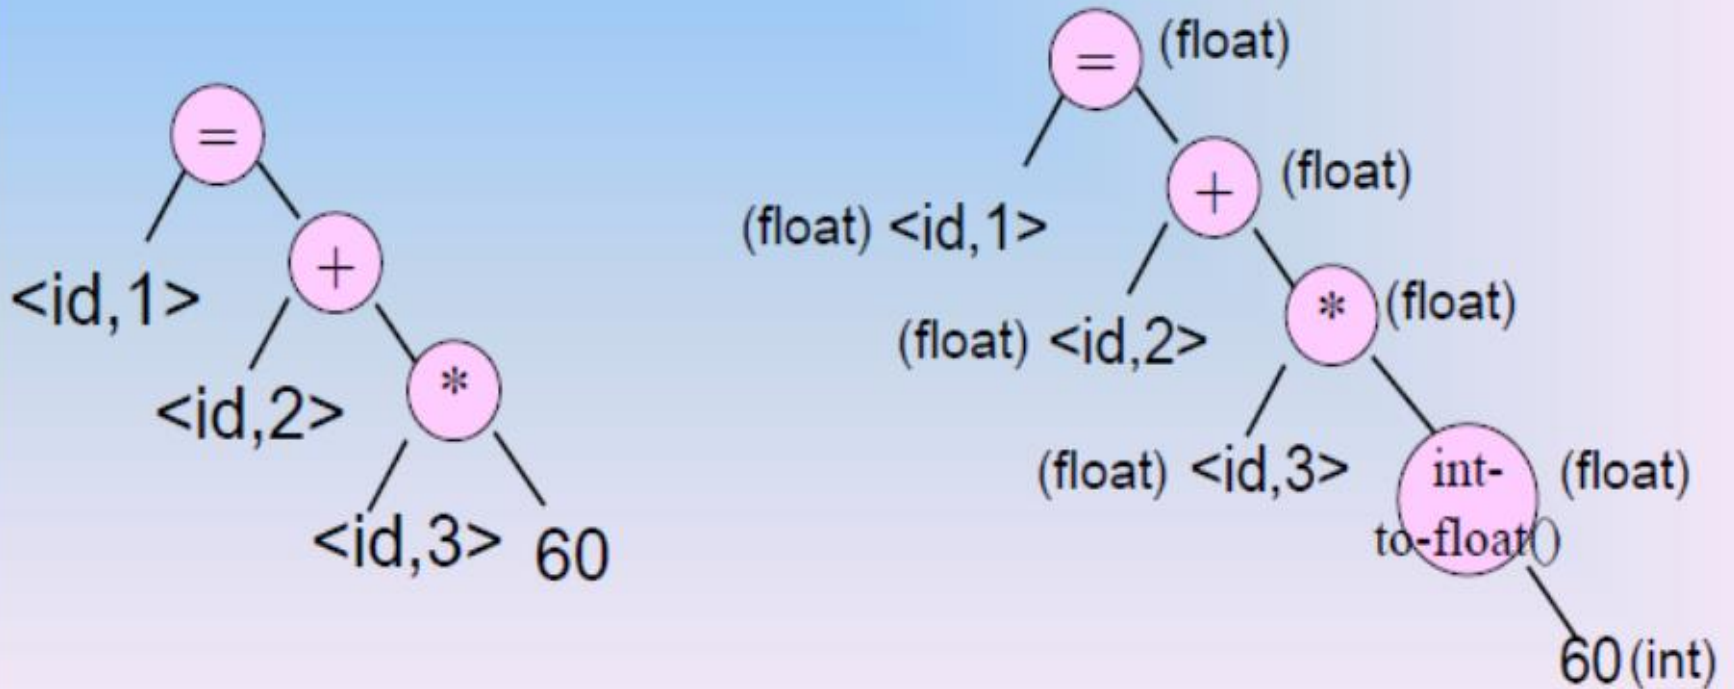 =
+
<id,1>
*
<id,2>
<id,3> 60
= (float)
+ (float)
(float) <id,1>
* (float)
(float) <id,2>
(float) <id,3>
int-
to-float()
(float)
60 (int)